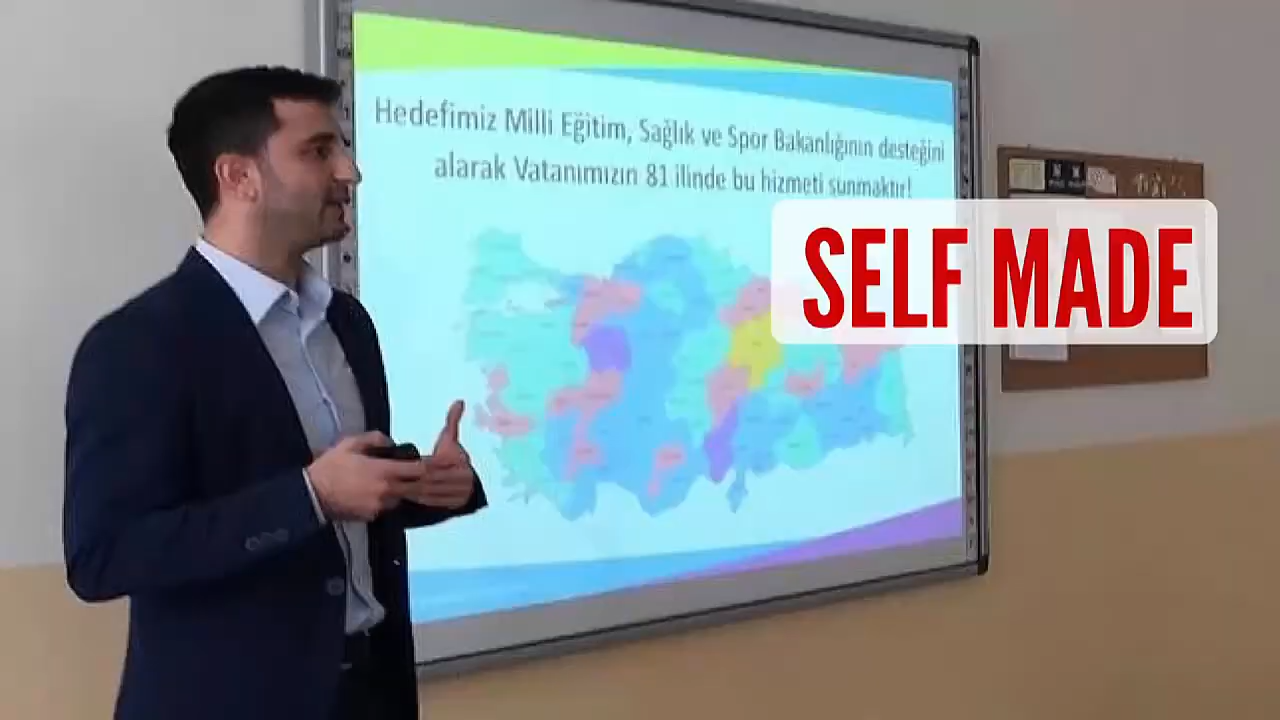 Hedefimiz Milli Eğitim, Sağlık ve Spor Bakanlığının desteğini
alarak Vatanımızın 81 ilinde bu hizmeti sunmaktır!
SELF MADE